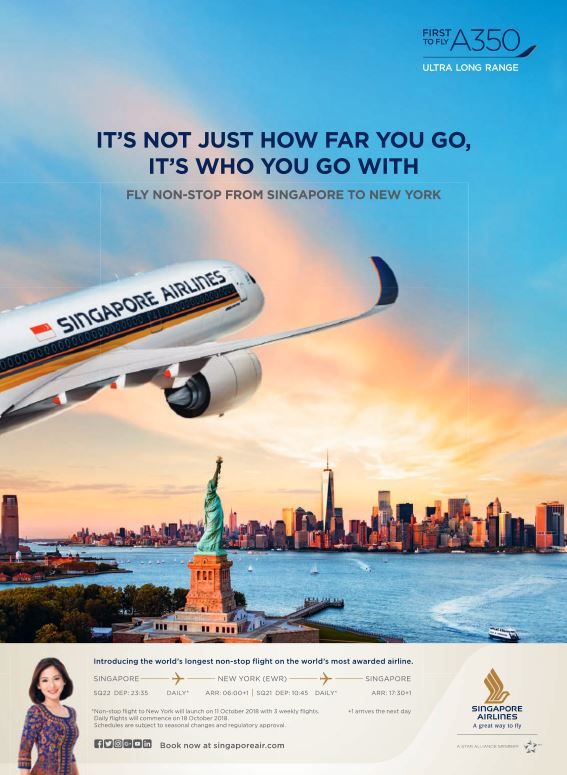 FIRST TO FLY A350
ULTRA LONG RANGE
IT'S NOT JUST HOW FAR YOU GO,
IT'S WHO YOU GO WITH
FLY NON-STOP FROM SINGAPORE TO NEW YORK
SINGAPORE AIRLINES
Introducing the world's longest non-stop flight on the world's most awarded airline.
SINGAPORE NEW YORK (EWR) SINGAPORE
SQ22 DEP: 23:35 DAILY* ARR: 06:00+1 | SQ21 DEP: 10:45 DAILY* ARR: 17:30+1
*Non-stop flight to New York will launch on 11 October 2018 with 3 weekly flights. +1 arrives the next day
Daily flights will commence on 18 October 2018.
Schedules are subject to seasonal changes and regulatory approval.
Book now at singaporeair.com
SINGAPORE
AIRLINES
A great way to fly
A STAR ALLIANCE MEMBER